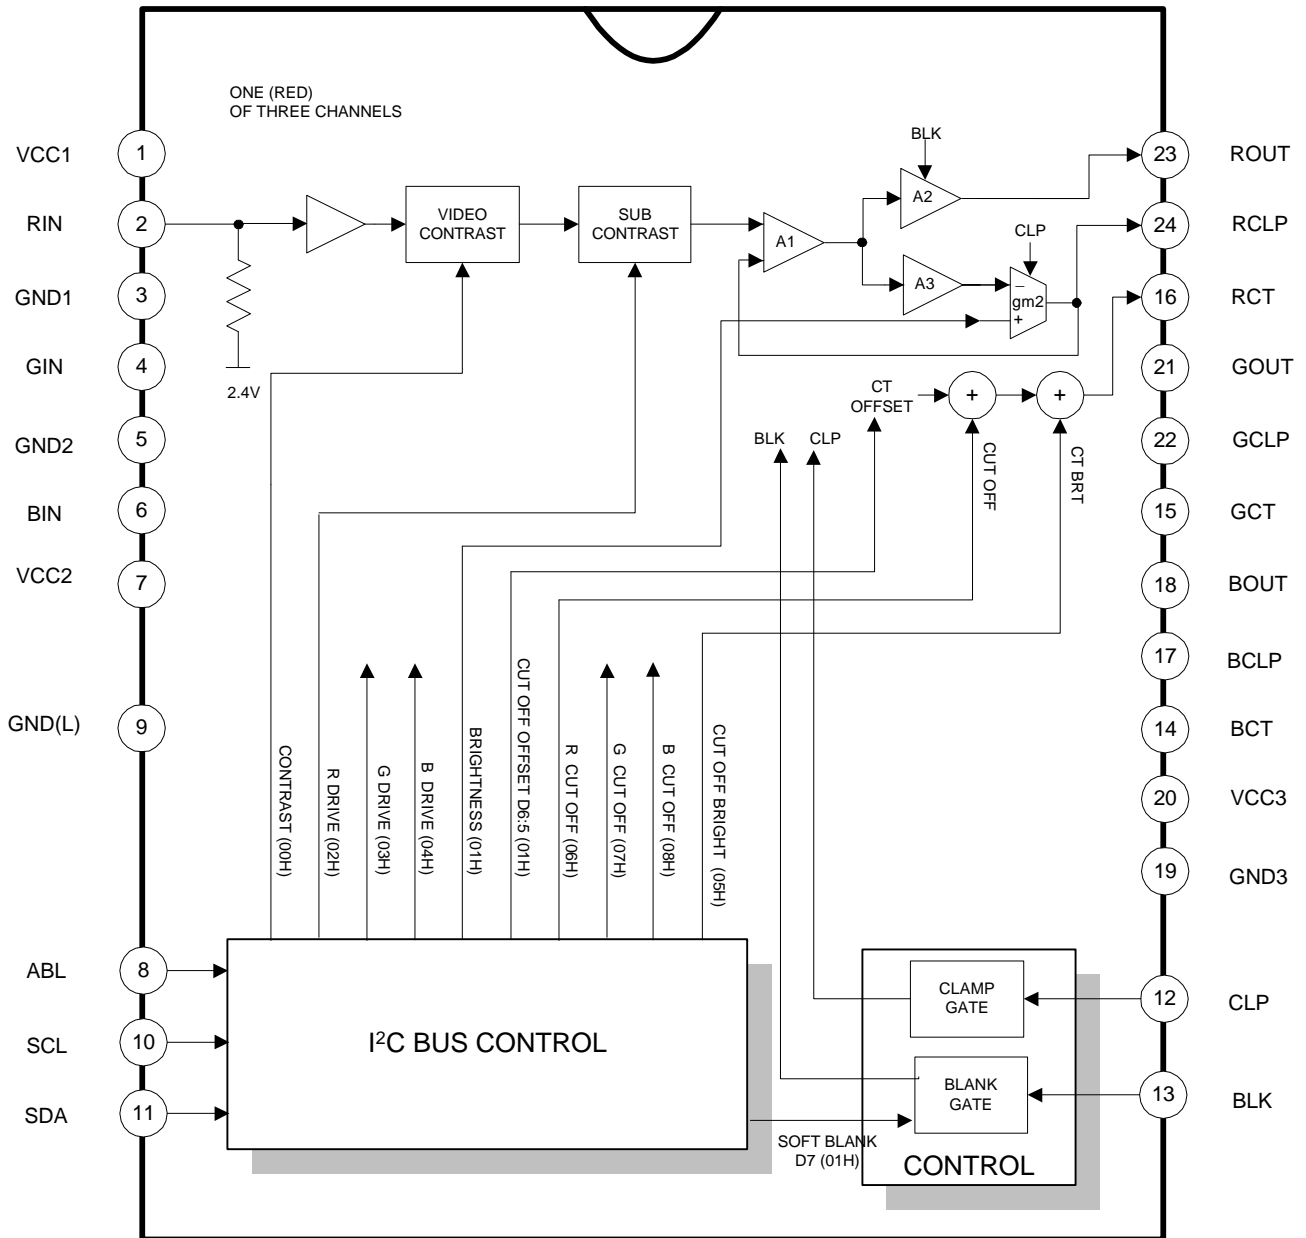 ONE (RED)
OF THREE CHANNELS
VCC1
1
RIN
2
GND1
3
GIN
4
GND2
5
BIN
6
VCC2
7
GND(L)
9
ABL
8
SCL
10
SDA
11
2.4V
VIDEO
CONTRAST
SUB
CONTRAST
A1
BLK
A2
A3
CLP
−
gm2
+
23
ROUT
24
RCLP
16
RCT
21
GOUT
22
GCLP
15
GCT
18
BOUT
17
BCLP
14
BCT
20
VCC3
19
GND3
12
CLP
13
BLK
CT
OFFSET
+
+
BLK
CLP
CUT OFF
CT BRT
CONTRAST (00H)
R DRIVE (02H)
G DRIVE (03H)
B DRIVE (04H)
BRIGHTNESS (01H)
CUT OFF OFFSET D6:5 (01H)
R CUT OFF (06H)
G CUT OFF (07H)
B CUT OFF (08H)
CUT OFF BRIGHT (05H)
I²C BUS CONTROL
CLAMP
GATE
BLANK
GATE
SOFT BLANK
D7 (01H)
CONTROL